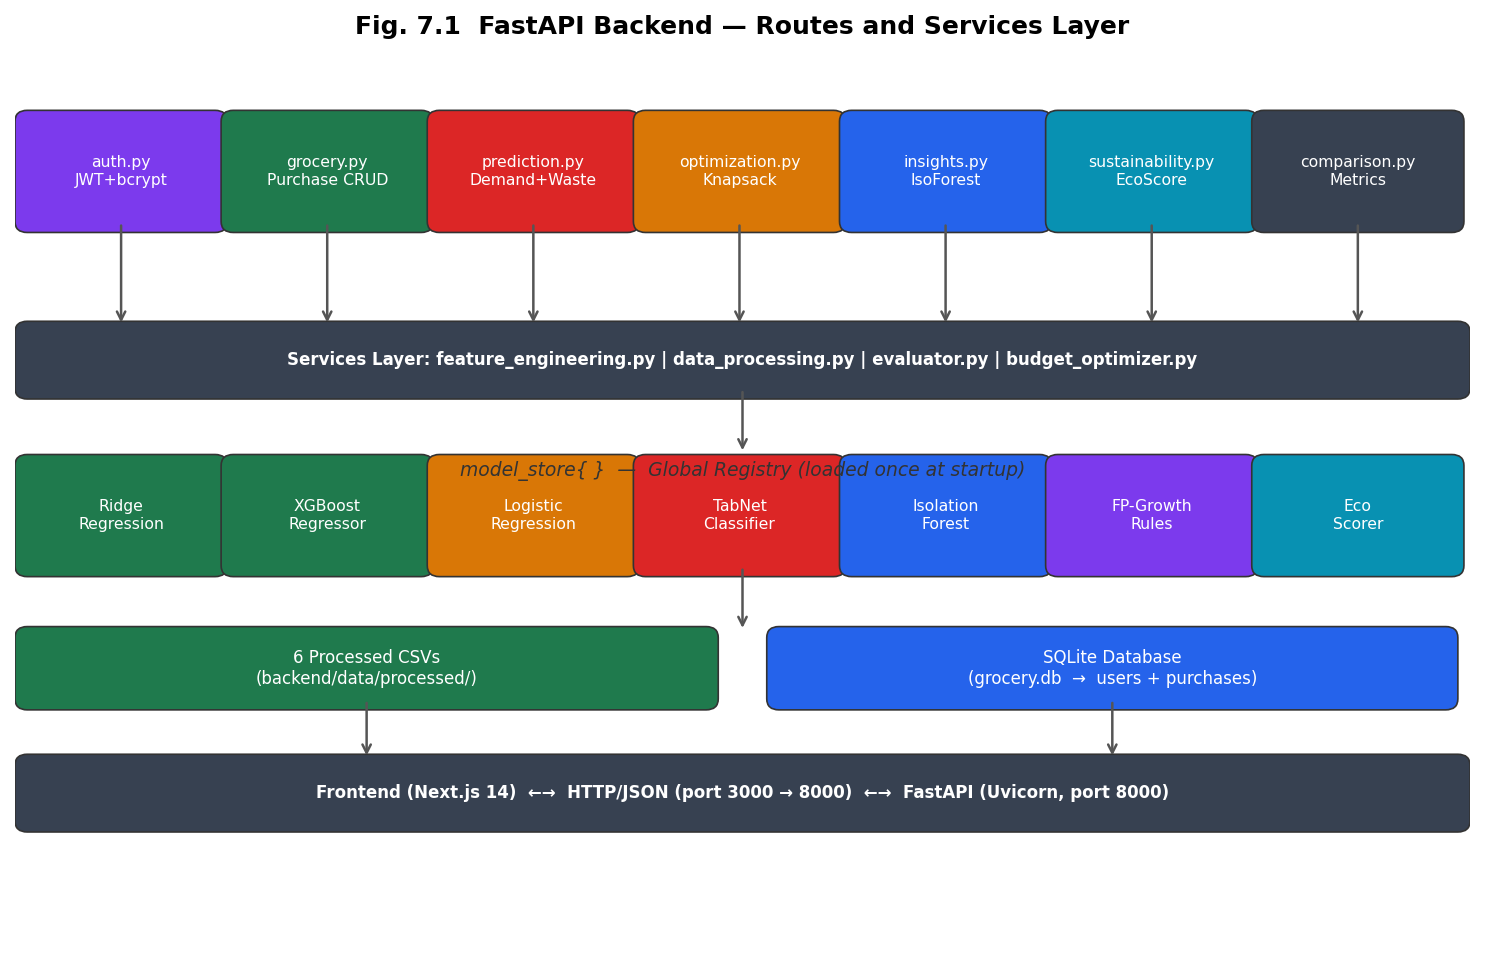 Fig. 7.1  FastAPI Backend — Routes and Services Layer
auth.py
JWT+bcrypt
grocery.py
Purchase CRUD
prediction.py
Demand+Waste
optimization.py
Knapsack
insights.py
IsoForest
sustainability.py
EcoScore
comparison.py
Metrics
Services Layer: feature_engineering.py | data_processing.py | evaluator.py | budget_optimizer.py
model_store{ }  —  Global Registry (loaded once at startup)
Ridge
Regression
XGBoost
Regressor
Logistic
Regression
TabNet
Classifier
Isolation
Forest
FP-Growth
Rules
Eco
Scorer
6 Processed CSVs
(backend/data/processed/)
SQLite Database
(grocery.db  →  users + purchases)
Frontend (Next.js 14)  ←→  HTTP/JSON (port 3000 → 8000)  ←→  FastAPI (Uvicorn, port 8000)